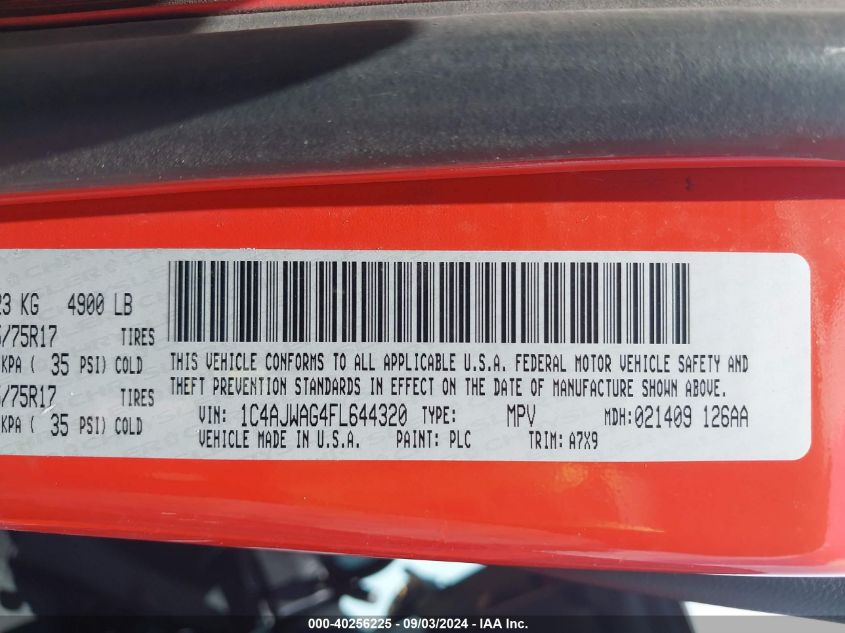 23 KG 4900 LB
/75R17 TIRES
KPA ( 35 PSI) COLD
/75R17 TIRES
KPA ( 35 PSI) COLD
THIS VEHICLE CONFORMS TO ALL APPLICABLE U.S.A. FEDERAL MOTOR VEHICLE SAFETY AND
THEFT PREVENTION STANDARDS IN EFFECT ON THE DATE OF MANUFACTURE SHOWN ABOVE.
VIN: 1C4AJWAG4FL644320 TYPE: MPV MDH:021409 126AA
VEHICLE MADE IN U.S.A. PAINT: PLC TRIM: A7X9
000-40256225 - 09/03/2024 - IAA Inc.